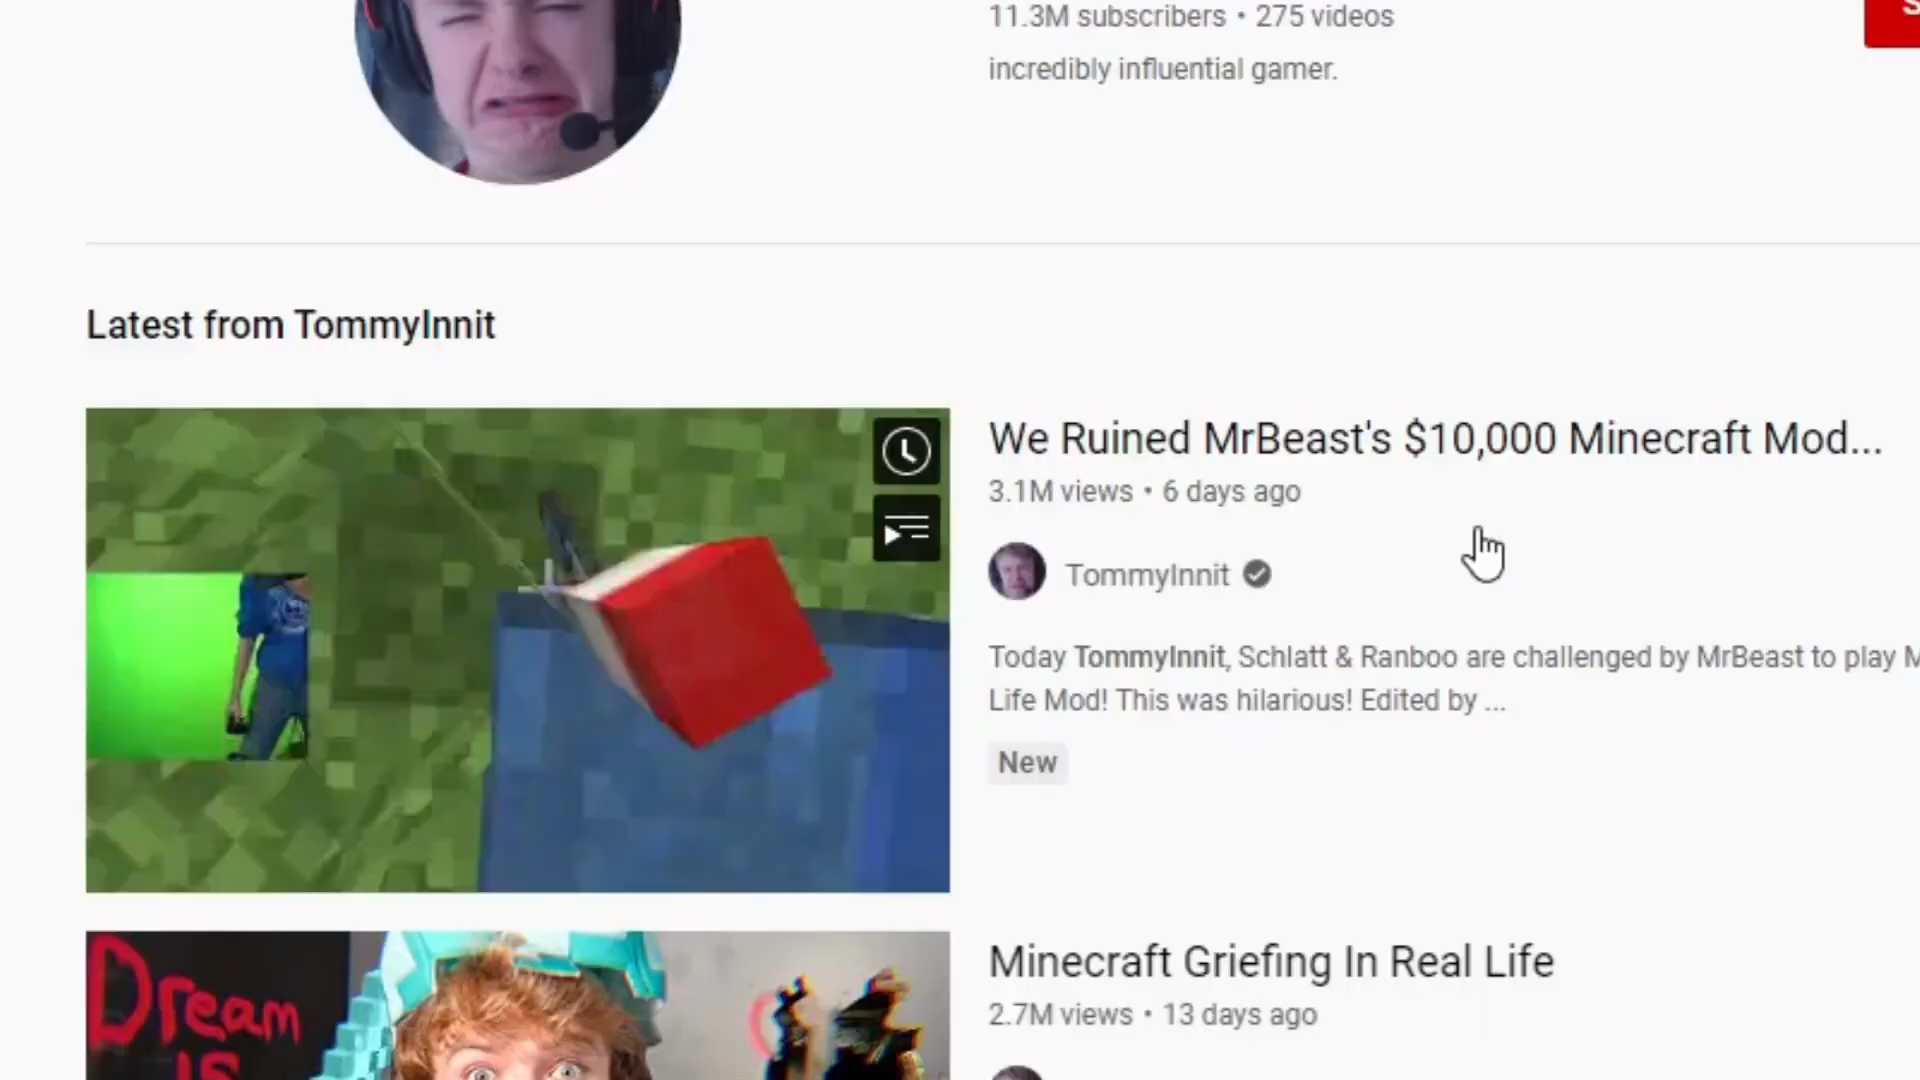 11.3M subscribers • 275 videos
incredibly influential gamer.
Latest from TommyInnit
We Ruined MrBeast's $10,000 Minecraft Mod...
3.1M views • 6 days ago
TommyInnit
Today TommyInnit, Schlatt & Ranboo are challenged by MrBeast to play M
Life Mod! This was hilarious! Edited by ...
New
Dream
IS
Minecraft Griefing In Real Life
2.7M views • 13 days ago